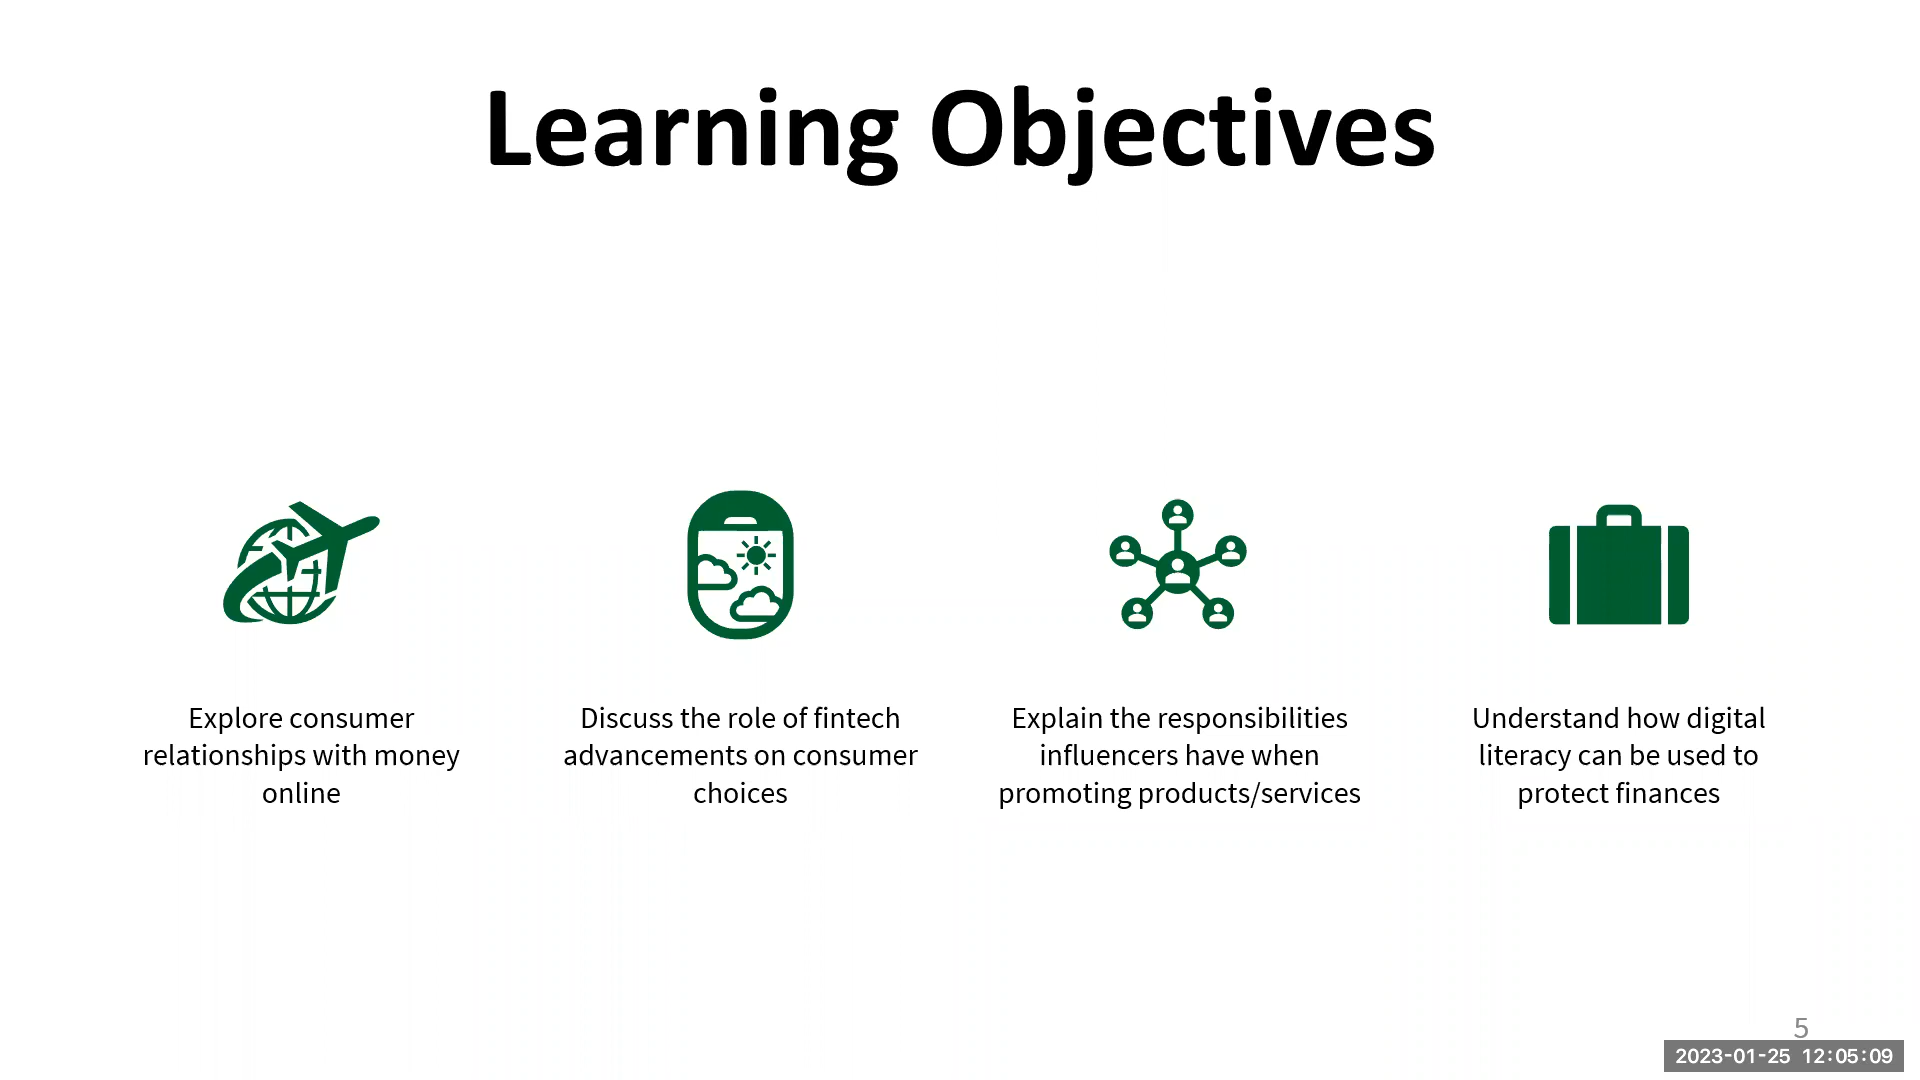 Learning Objectives
Explore consumer
relationships with money
online
Discuss the role of fintech
advancements on consumer
choices
Explain the responsibilities
influencers have when
promoting products/services
Understand how digital
literacy can be used to
protect finances
5
2023-01-25 12:05:09